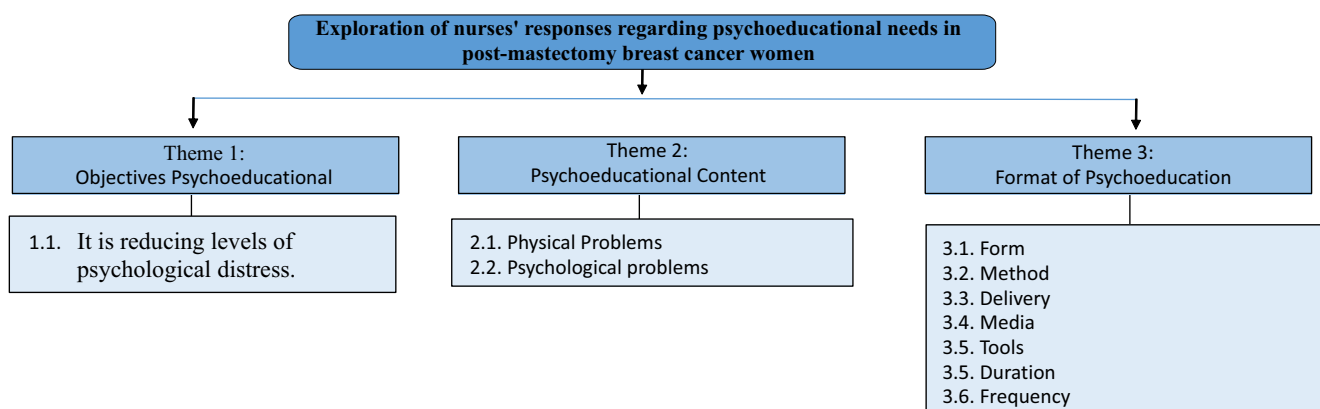 Exploration of nurses' responses regarding psychoeducational needs in
post-mastectomy breast cancer women
Theme 1:
Objectives Psychoeducational
1.1. It is reducing levels of
psychological distress.
Theme 2:
Psychoeducational Content
2.1. Physical Problems
2.2. Psychological problems
Theme 3:
Format of Psychoeducation
3.1. Form
3.2. Method
3.3. Delivery
3.4. Media
3.5. Tools
3.5. Duration
3.6. Frequency